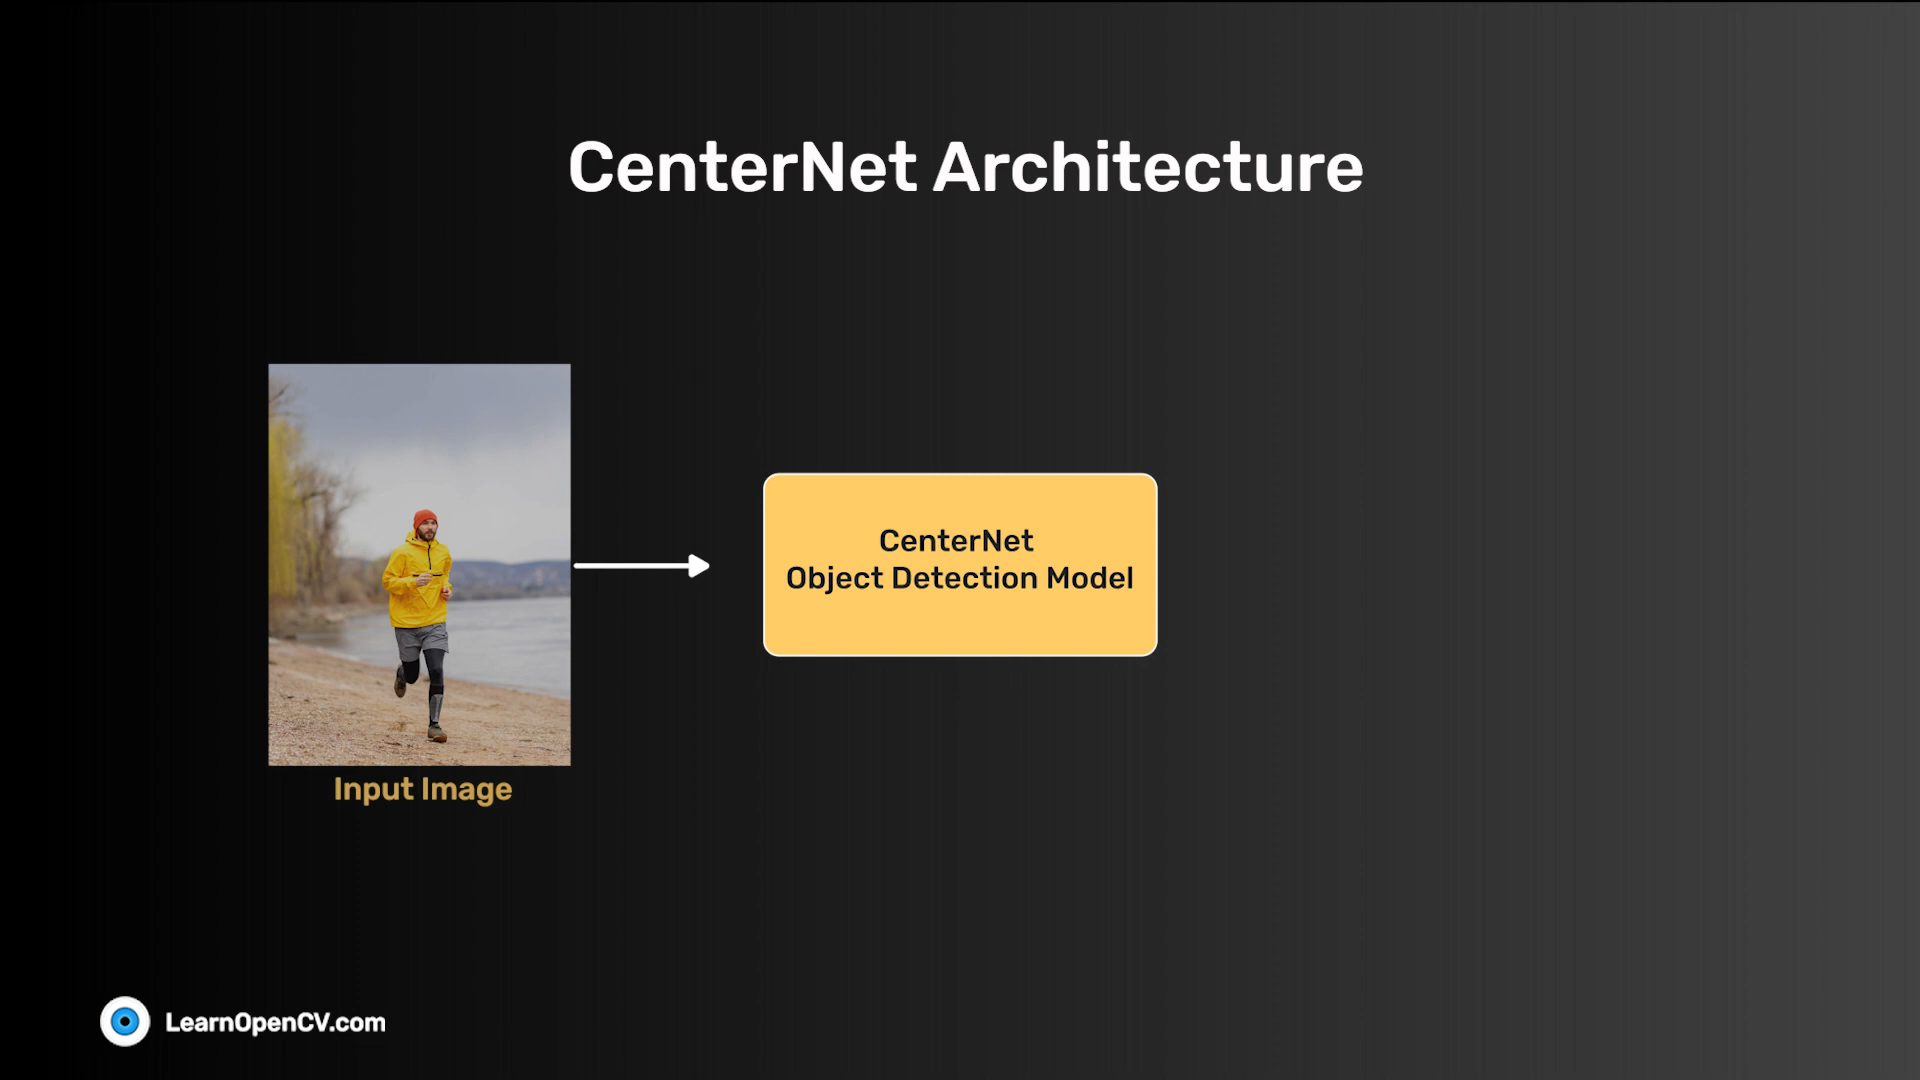 CenterNet Architecture
CenterNet
Object Detection Model
Input Image
LearnOpenCV.com